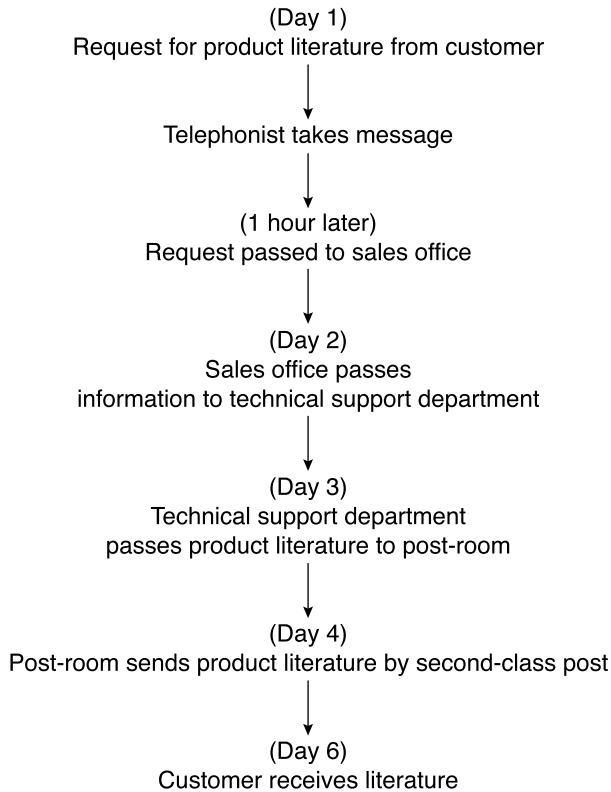 (Day 1)
Request for product literature from customer
Telephonist takes message
(1 hour later)
Request passed to sales office
(Day 2)
Sales office passes
information to technical support department
(Day 3)
Technical support department
passes product literature to post-room
(Day 4)
Post-room sends product literature by second-class post
(Day 6)
Customer receives literature